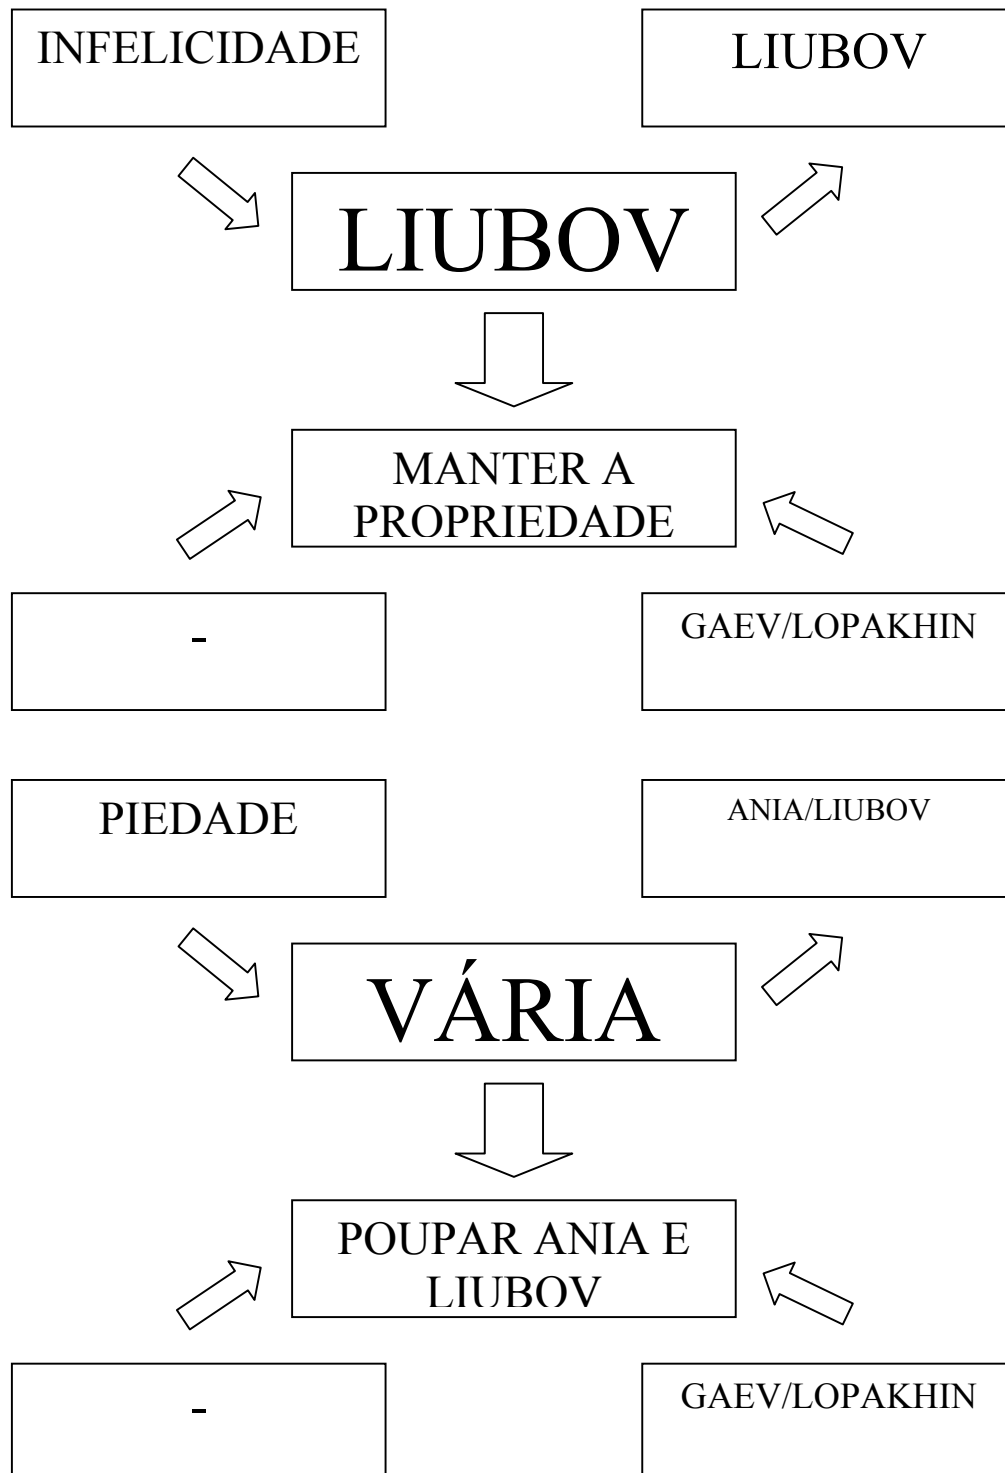 INFELICIDADE
LIUBOV
LIUBOV
MANTER A
PROPRIEDADE
-
GAEV/LOPAKHIN
PIEDADE
ANIA/LIUBOV
VÁRIA
POUPAR ANIA E
LIUBOV
-
GAEV/LOPAKHIN